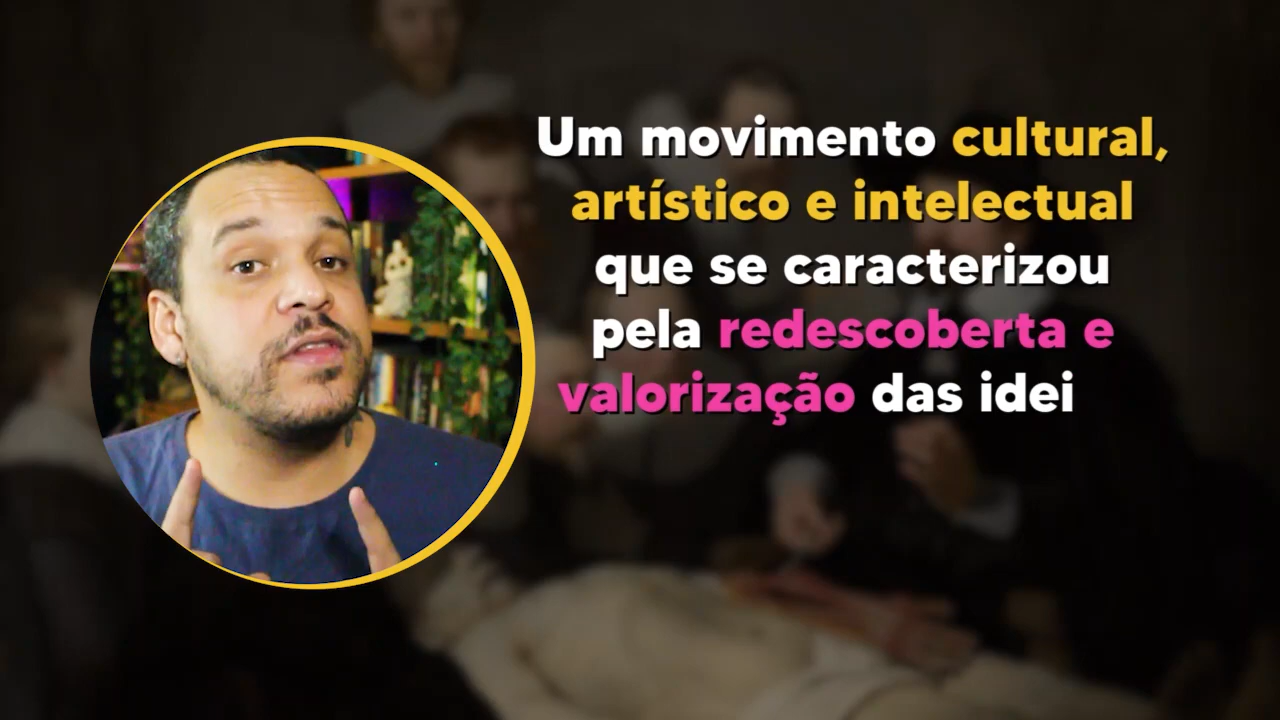 Um movimento cultural,
artístico e intelectual
que se caracterizou
pela redescoberta e
valorização das idei